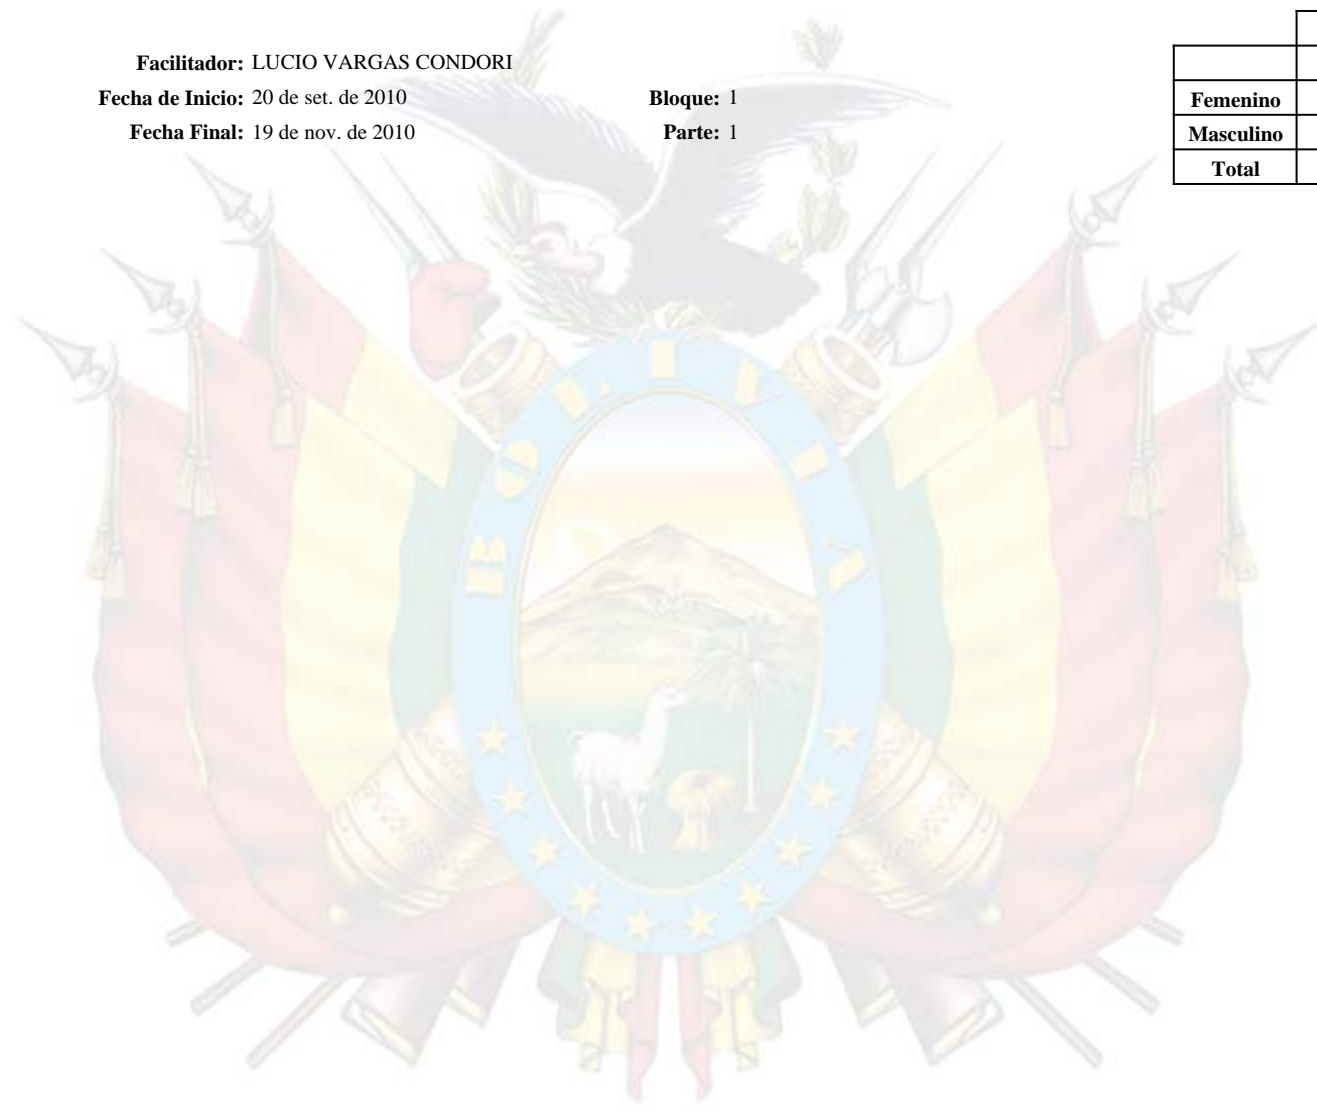 Facilitador: LUCIO VARGAS CONDORI
Fecha de Inicio: 20 de set. de 2010 Bloque: 1
Fecha Final: 19 de nov. de 2010 Parte: 1
Femenino
Masculino
Total
BOLIVIA